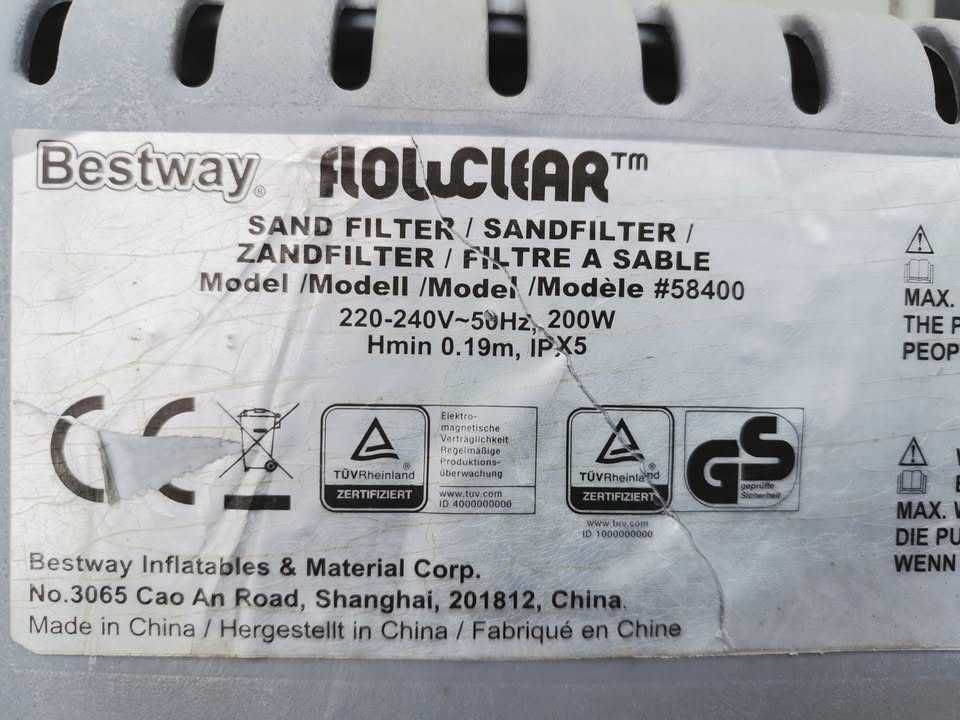 Bestway®
FLOWCLEAR™
SAND FILTER / SANDFILTER /
ZANDFILTER / FILTRE A SABLE
Model /Modell /Model /Modèle #58400
220-240V~50Hz, 200W
Hmin 0.19m, IPX5
CE
TÜVRheinland®
ZERTIFIZIERT
Elektro-
magnetische
Verträglichkeit
Regelmäßige
Produktions-
überwachung
www.tuv.com
ID 4000000000
TÜVRheinland®
ZERTIFIZIERT
www.tuv.com
ID 1000000000
GS
geprüfte
Sicherheit
Bestway Inflatables & Material Corp.
No.3065 Cao An Road, Shanghai, 201812, China
Made in China / Hergestellt in China / Fabriqué en Chine
MAX.
THE P
PEOP
MAX. W
DIE PU
WENN